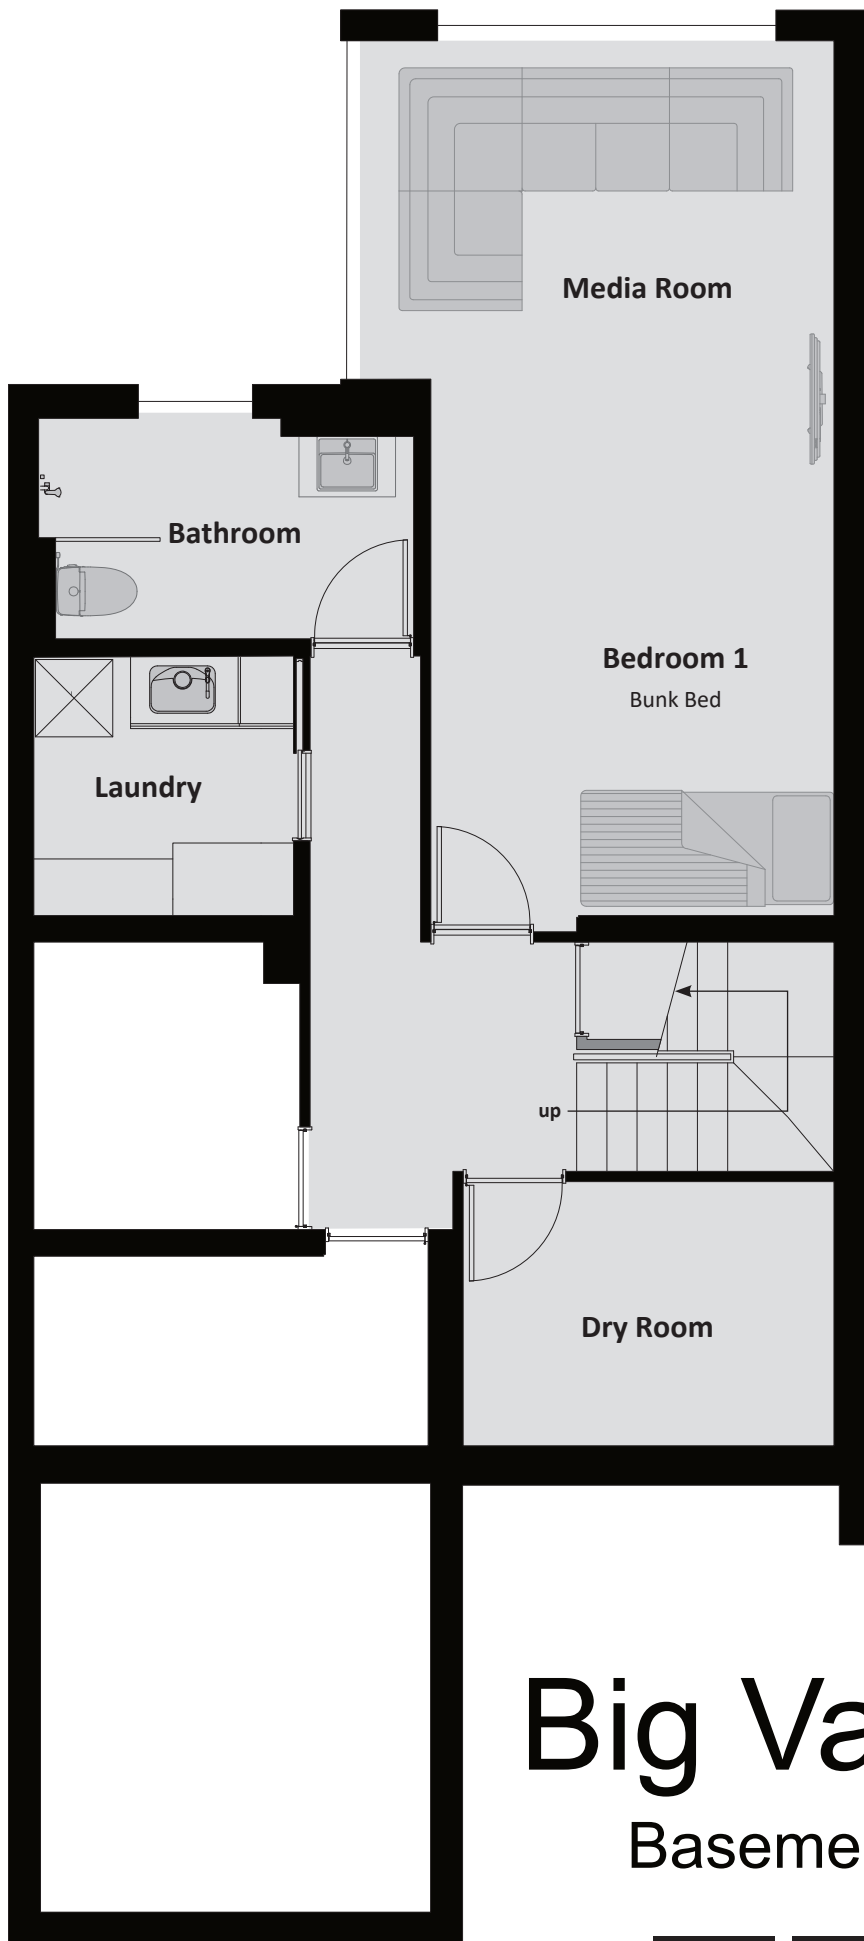 Media Room
Bathroom
Bedroom 1
Bunk Bed
Laundry
up
Dry Room
Big Va
Baseme